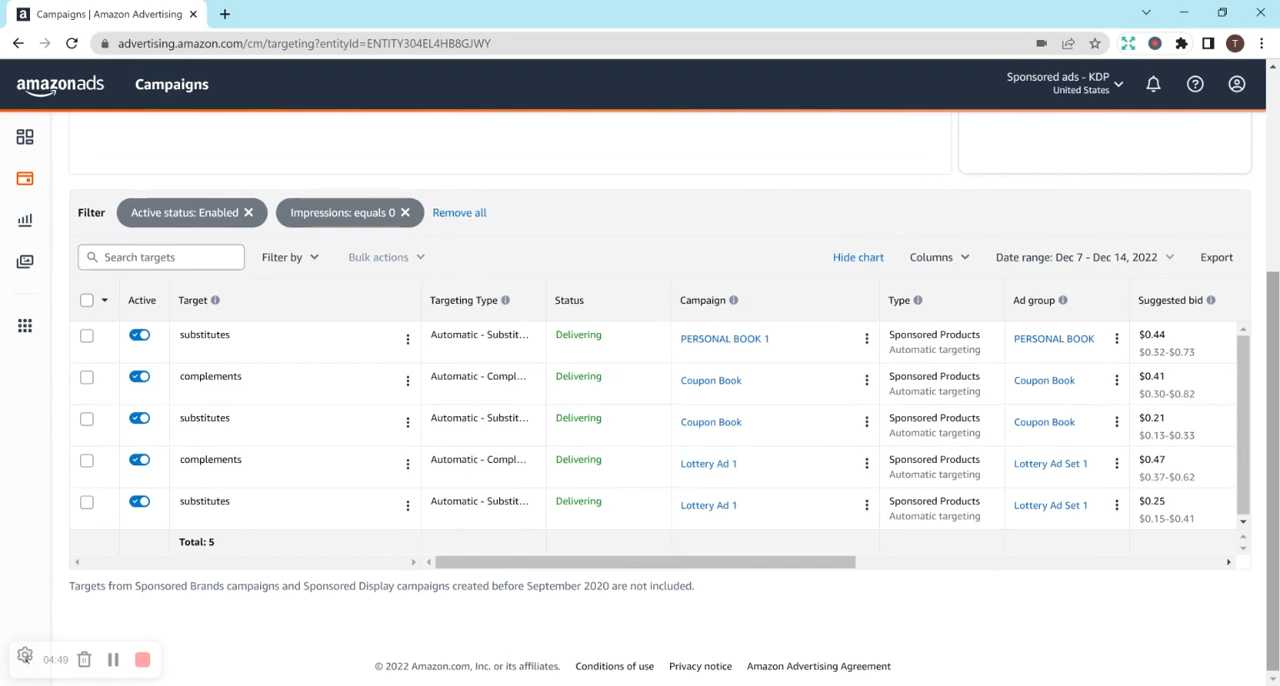 Campaigns | Amazon Advertising
advertising.amazon.com/cm/targeting?entityId=ENTITY304EL4HB8GJWY
T
amazonads
Campaigns
Sponsored ads - KDP
United States
Filter
Active status: Enabled
Impressions: equals 0
Remove all
Search targets
Filter by
Bulk actions
Hide chart
Columns
Date range: Dec 7 - Dec 14, 2022
Export
Active Target Targeting Type Status Campaign Type Ad group Suggested bid
substitutes Automatic - Substit... Delivering PERSONAL BOOK 1 Sponsored Products PERSONAL BOOK $0.44
Automatic targeting $0.32-$0.73
complements Automatic - Compl... Delivering Coupon Book Sponsored Products Coupon Book $0.41
Automatic targeting $0.30-$0.82
substitutes Automatic - Substit... Delivering Coupon Book Sponsored Products Coupon Book $0.21
Automatic targeting $0.13-$0.33
complements Automatic - Compl... Delivering Lottery Ad 1 Sponsored Products Lottery Ad Set 1 $0.47
Automatic targeting $0.37-$0.62
substitutes Automatic - Substit... Delivering Lottery Ad 1 Sponsored Products Lottery Ad Set 1 $0.25
Automatic targeting $0.15-$0.41
Total: 5
Targets from Sponsored Brands campaigns and Sponsored Display campaigns created before September 2020 are not included.
04:49
© 2022 Amazon.com, Inc. or its affiliates. Conditions of use Privacy notice Amazon Advertising Agreement